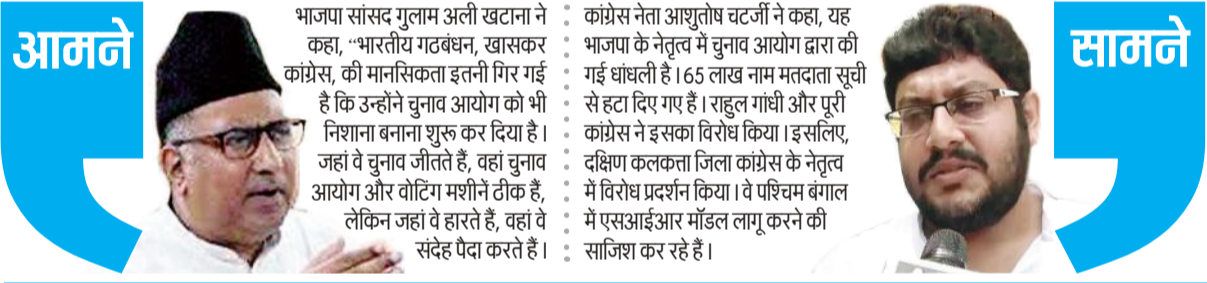 आमने
भाजपा सांसद गुलाम अली खटाना ने
कहा, “भारतीय गठबंधन, खासकर
कांग्रेस, की मानसिकता इतनी गिर गई
है कि उन्होंने चुनाव आयोग को भी
निशाना बनाना शुरू कर दिया है।
जहां वे चुनाव जीतते हैं, वहां चुनाव
आयोग और वोटिंग मशीनें ठीक हैं,
लेकिन जहां वे हारते हैं, वहां वे
संदेह पैदा करते हैं।
कांग्रेस नेता आशुतोष चटर्जी ने कहा, यह
भाजपा के नेतृत्व में चुनाव आयोग द्वारा की
गई धांधली है। 65 लाख नाम मतदाता सूची
से हटा दिए गए हैं। राहुल गांधी और पूरी
कांग्रेस ने इसका विरोध किया। इसलिए,
दक्षिण कलकत्ता जिला कांग्रेस के नेतृत्व
में विरोध प्रदर्शन किया। वे पश्चिम बंगाल
में एसआईआर मॉडल लागू करने की
साजिश कर रहे हैं।
सामने